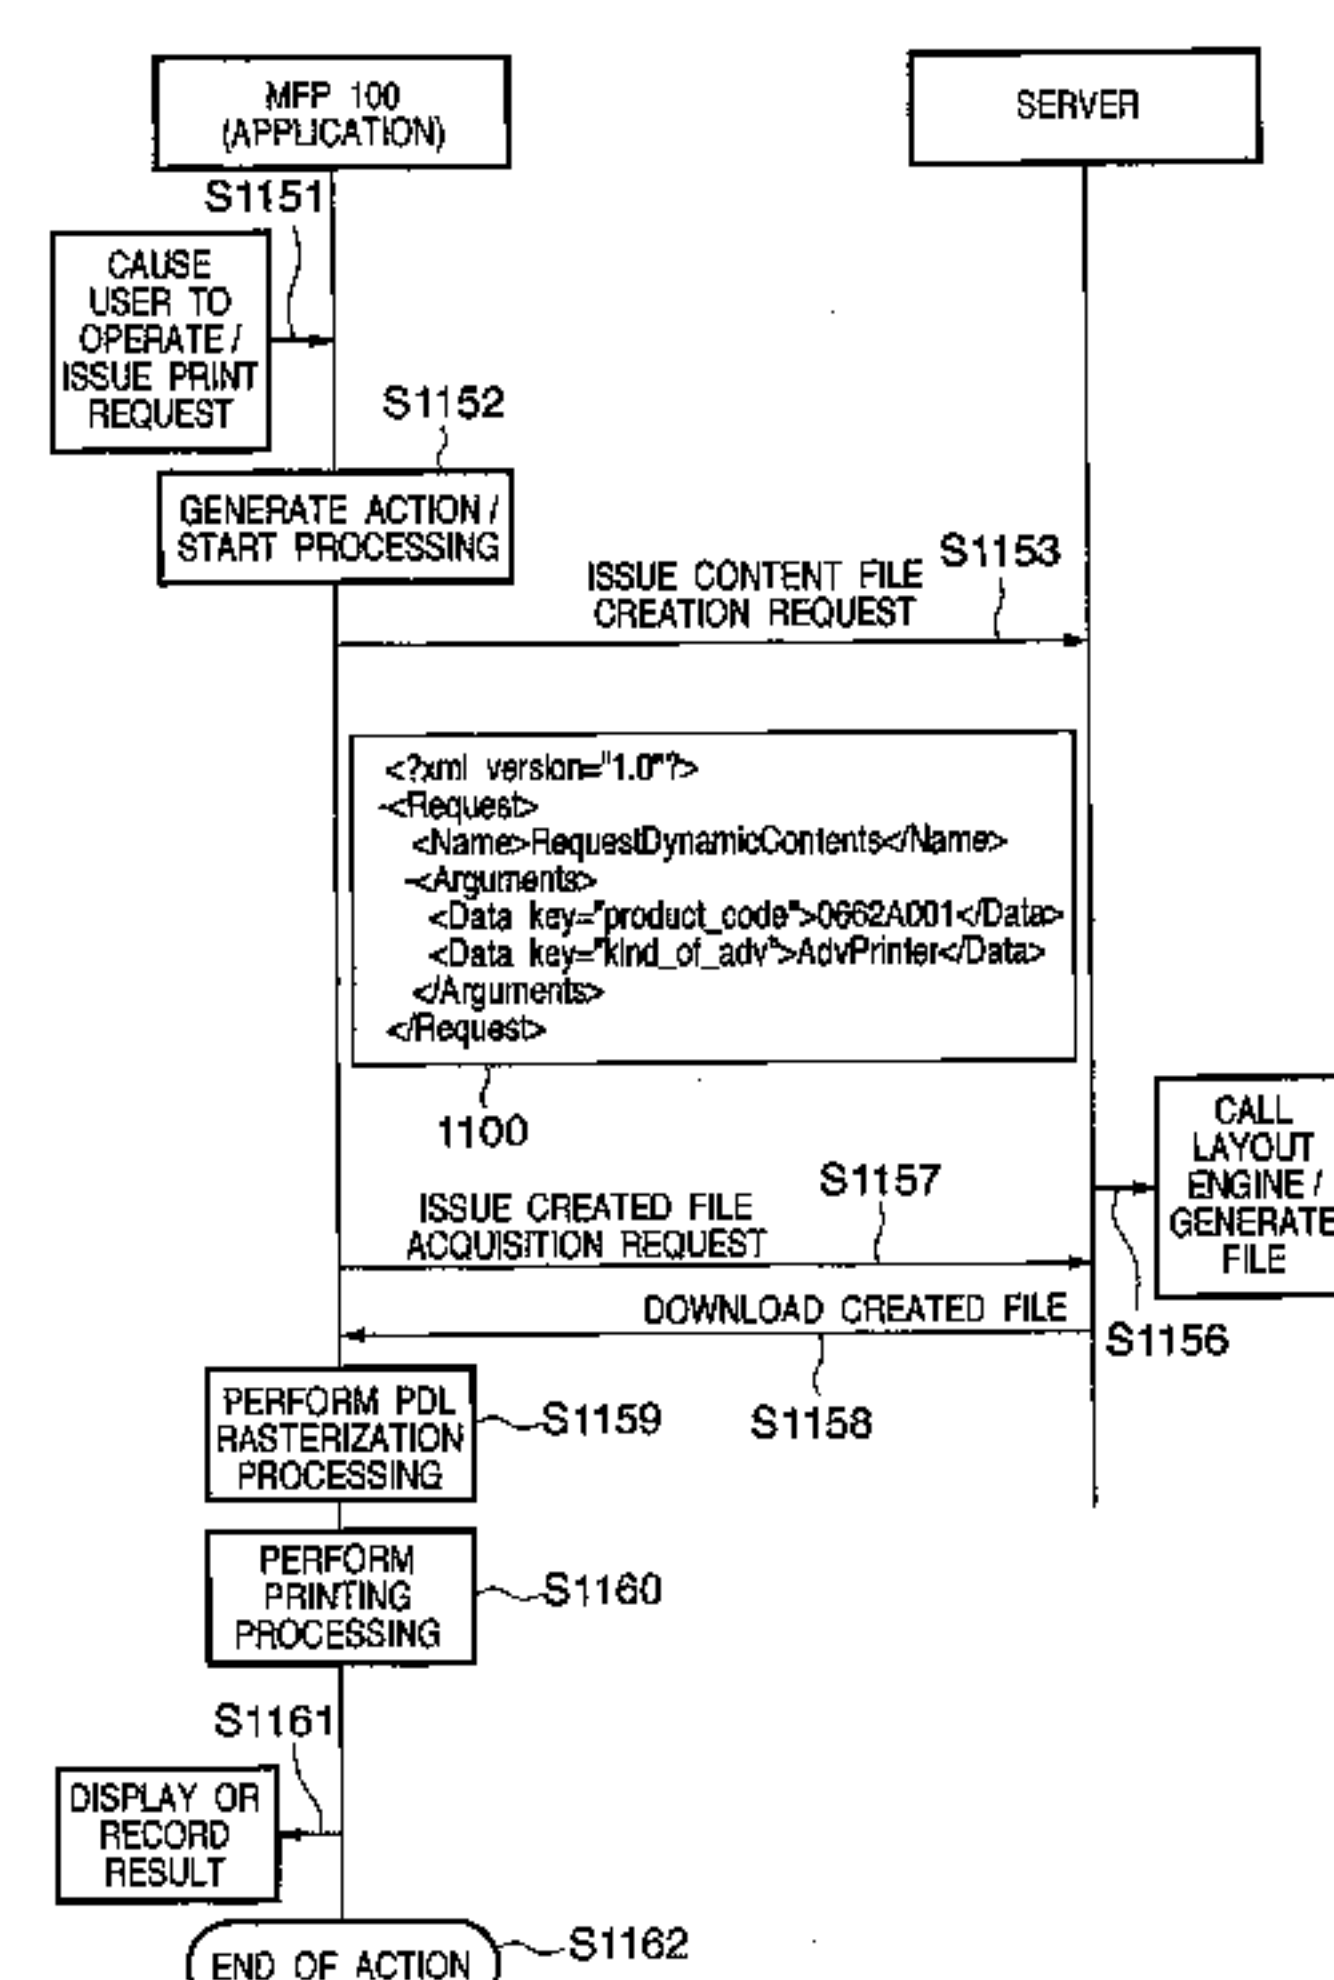 MFP 100
(APPLICATION)
SERVER
S1151
CAUSE
USER TO
OPERATE /
ISSUE PRINT
REQUEST
S1152
GENERATE ACTION /
START PROCESSING
S1153
ISSUE CONTENT FILE
CREATION REQUEST
<?xml version="1.0"?>
-<Request>
<Name>RequestDynamicContents</Name>
-<Arguments>
<Data key="product_code">0662A001</Data>
<Data key="kind_of_adv">AdvPrinter</Data>
</Arguments>
</Request>
1100
CALL
LAYOUT
ENGINE /
GENERATE
FILE
S1156
S1157
ISSUE CREATED FILE
ACQUISITION REQUEST
DOWNLOAD CREATED FILE
S1158
PERFORM PDL
RASTERIZATION
PROCESSING
S1159
PERFORM
PRINTING
PROCESSING
S1160
S1161
DISPLAY OR
RECORD
RESULT
END OF ACTION
S1162